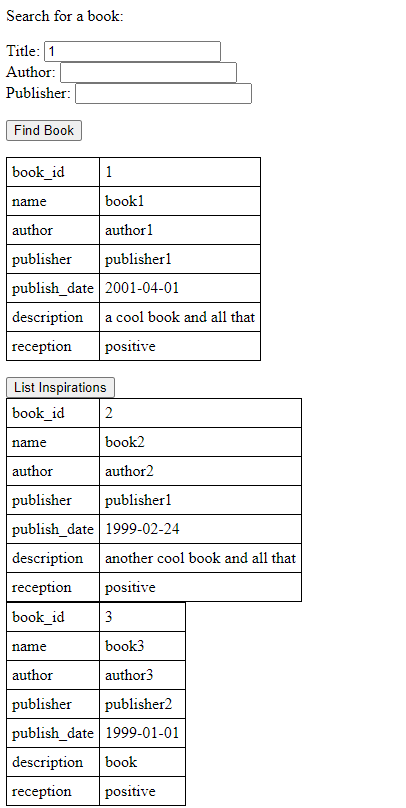 Search for a book:
Title: 1
Author:
Publisher:
Find Book
book_id 1
name book1
author author1
publisher publisher1
publish_date 2001-04-01
description a cool book and all that
reception positive
List Inspirations
book_id 2
name book2
author author2
publisher publisher1
publish_date 1999-02-24
description another cool book and all that
reception positive
book_id 3
name book3
author author3
publisher publisher2
publish_date 1999-01-01
description book
reception positive